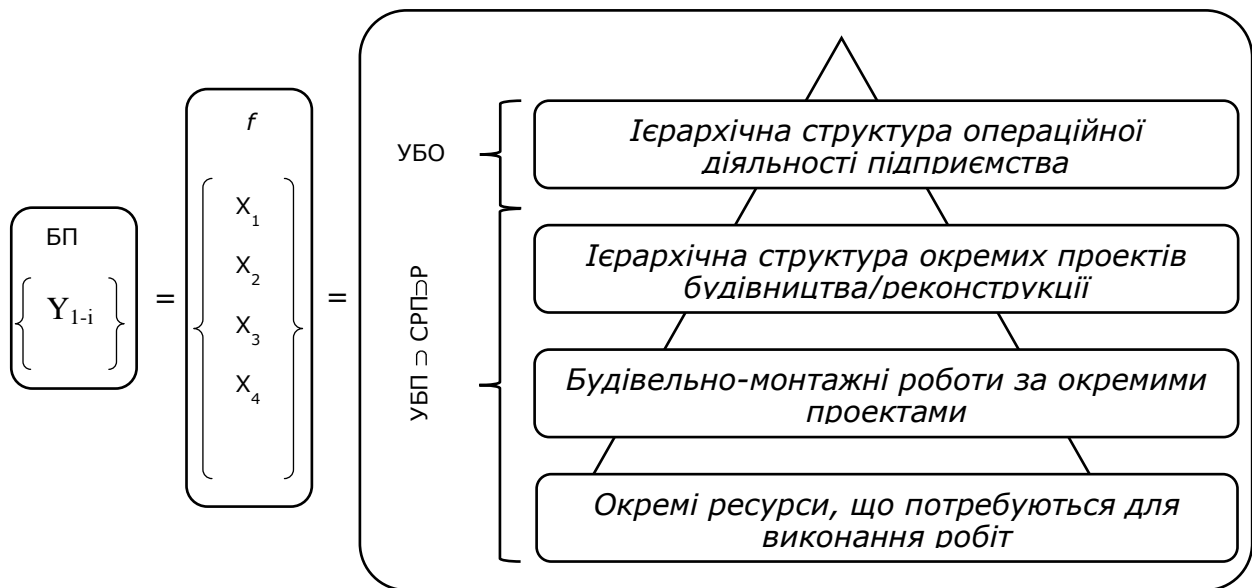 БП
{ Y1-i }
=
f
X1
X2
X3
X4
=
УБО
УБП ⊃ СРП⊃Р
Ієрархічна структура операційної
діяльності підприємства
Ієрархічна структура окремих проектів
будівництва/реконструкції
Будівельно-монтажні роботи за окремими
проектами
Окремі ресурси, що потребуються для
виконання робіт